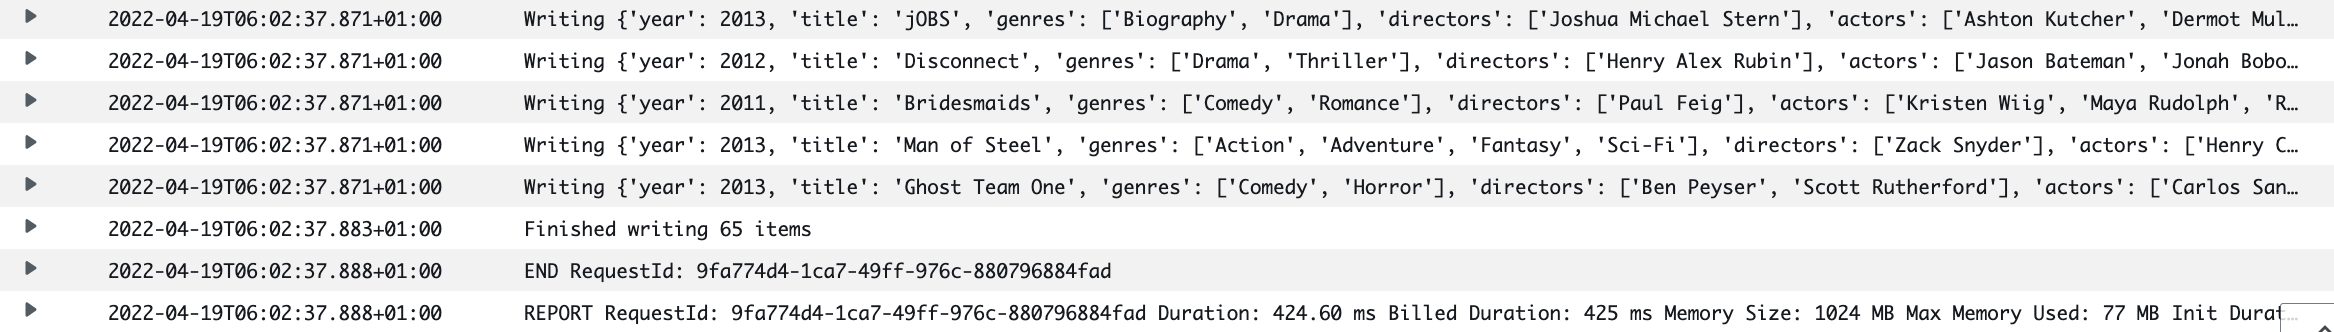 2022-04-19T06:02:37.871+01:00 Writing {'year': 2013, 'title': 'jOBS', 'genres': ['Biography', 'Drama'], 'directors': ['Joshua Michael Stern'], 'actors': ['Ashton Kutcher', 'Dermot Mul…
2022-04-19T06:02:37.871+01:00 Writing {'year': 2012, 'title': 'Disconnect', 'genres': ['Drama', 'Thriller'], 'directors': ['Henry Alex Rubin'], 'actors': ['Jason Bateman', 'Jonah Bobo…
2022-04-19T06:02:37.871+01:00 Writing {'year': 2011, 'title': 'Bridesmaids', 'genres': ['Comedy', 'Romance'], 'directors': ['Paul Feig'], 'actors': ['Kristen Wiig', 'Maya Rudolph', 'R…
2022-04-19T06:02:37.871+01:00 Writing {'year': 2013, 'title': 'Man of Steel', 'genres': ['Action', 'Adventure', 'Fantasy', 'Sci-Fi'], 'directors': ['Zack Snyder'], 'actors': ['Henry C…
2022-04-19T06:02:37.871+01:00 Writing {'year': 2013, 'title': 'Ghost Team One', 'genres': ['Comedy', 'Horror'], 'directors': ['Ben Peyser', 'Scott Rutherford'], 'actors': ['Carlos San…
2022-04-19T06:02:37.883+01:00 Finished writing 65 items
2022-04-19T06:02:37.888+01:00 END RequestId: 9fa774d4-1ca7-49ff-976c-880796884fad
2022-04-19T06:02:37.888+01:00 REPORT RequestId: 9fa774d4-1ca7-49ff-976c-880796884fad Duration: 424.60 ms Billed Duration: 425 ms Memory Size: 1024 MB Max Memory Used: 77 MB Init Durat…